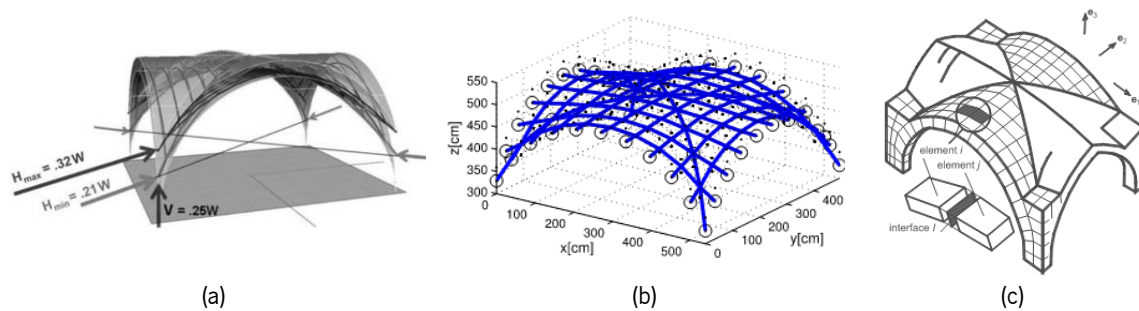 H_max = .32W
H_min = .21W
V = .25W
(a)
z[cm]
550
500
450
400
350
300
0
100
200
300
400
500
x[cm]
0
100
200
300
400
y[cm]
(b)
e₃
e₂
e
element i
element j
interface l
(c)